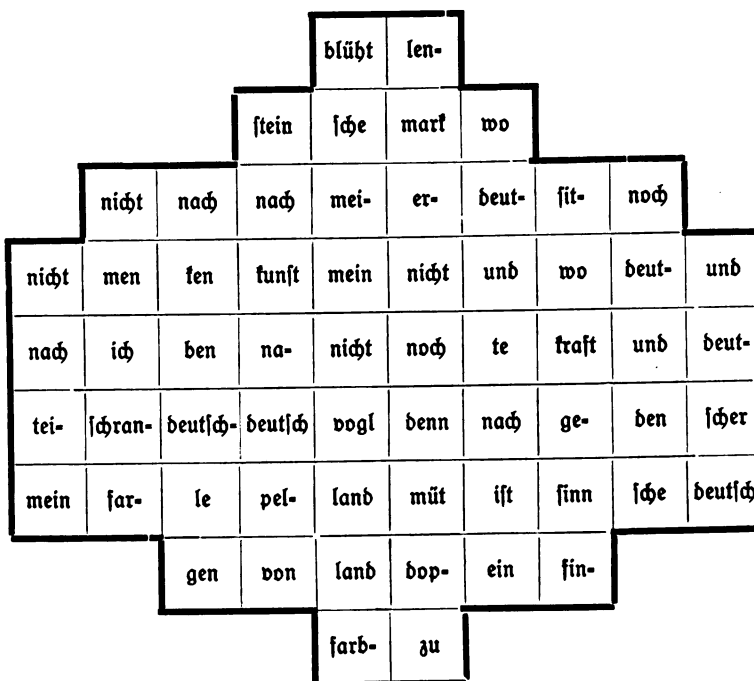 blüht len-
stein sche mark wo
nicht nach nach mei- er- deut- sit- noch
nicht men ken kunst mein nicht und wo deut- und
nach ich ben na- nicht noch te kraft und deut-
tei- schran- deutsch- deutsch vogl denn nach ge- den scher
mein far- le pel- land müt ist sinn sche deutsch
gen von land dop- ein fin-
farb- zu